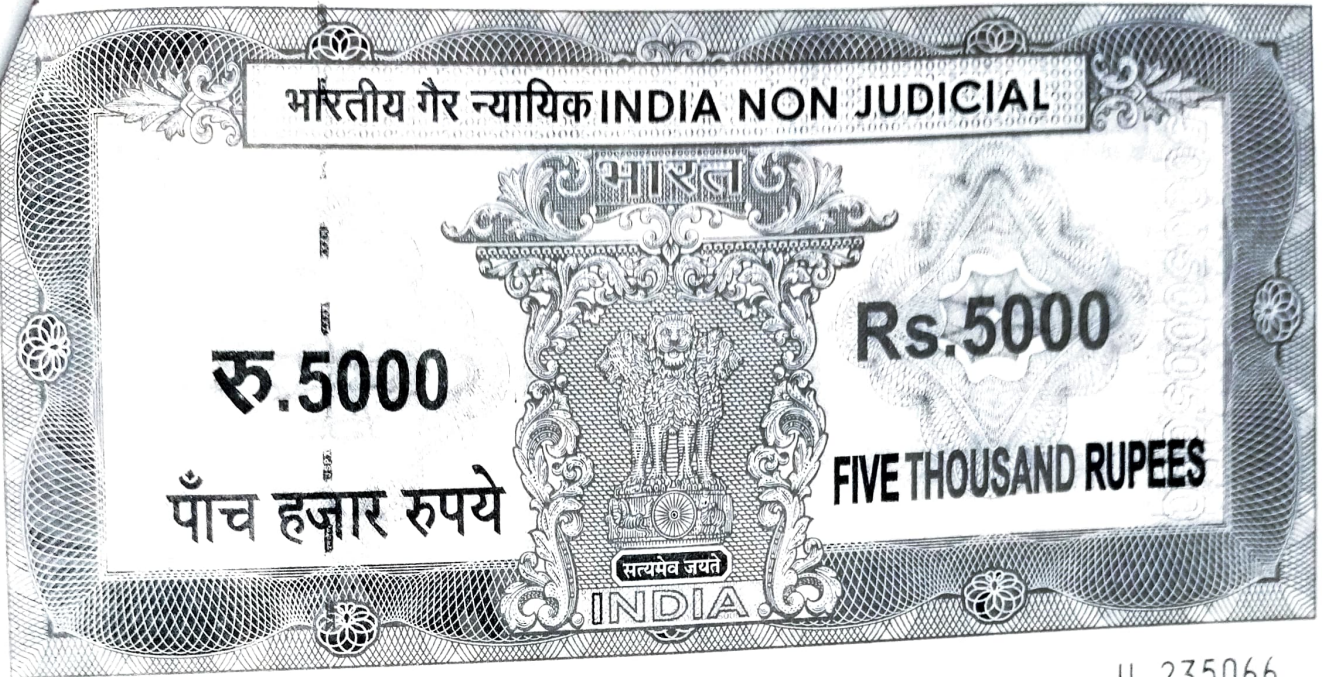 भारतीय गैर न्यायिक INDIA NON JUDICIAL
भारत
रु.5000
Rs.5000
पाँच हज़ार रुपये
FIVE THOUSAND RUPEES
सत्यमेव जयते
INDIA
235066